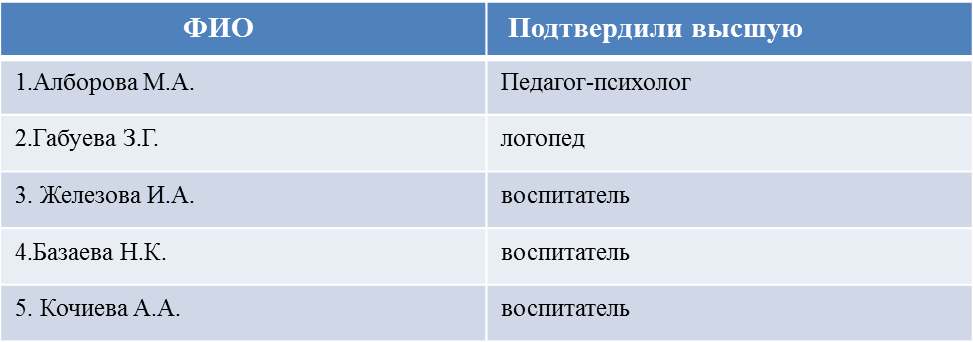 ФИО Подтвердили высшую
1.Алборова М.А. Педагог-психолог
2.Габуева З.Г. логопед
3. Железова И.А. воспитатель
4.Базаева Н.К. воспитатель
5. Кочиева А.А. воспитатель